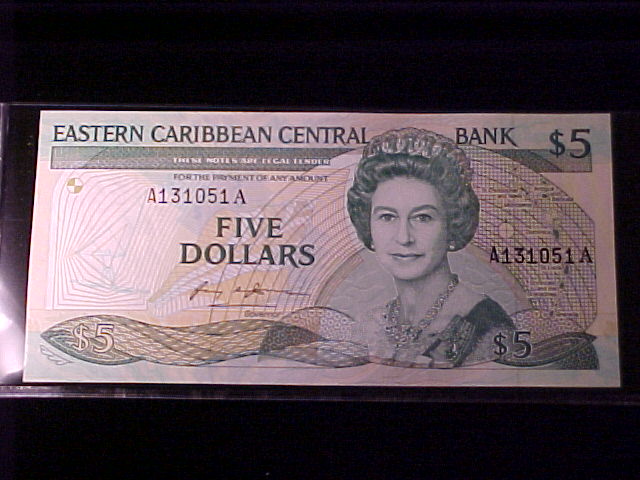 EASTERN CARIBBEAN CENTRAL BANK $5
THESE NOTES ARE LEGAL TENDER
FOR THE PAYMENT OF ANY AMOUNT
A131051 A
FIVE
DOLLARS
A131051 A
Governor
$5
$5